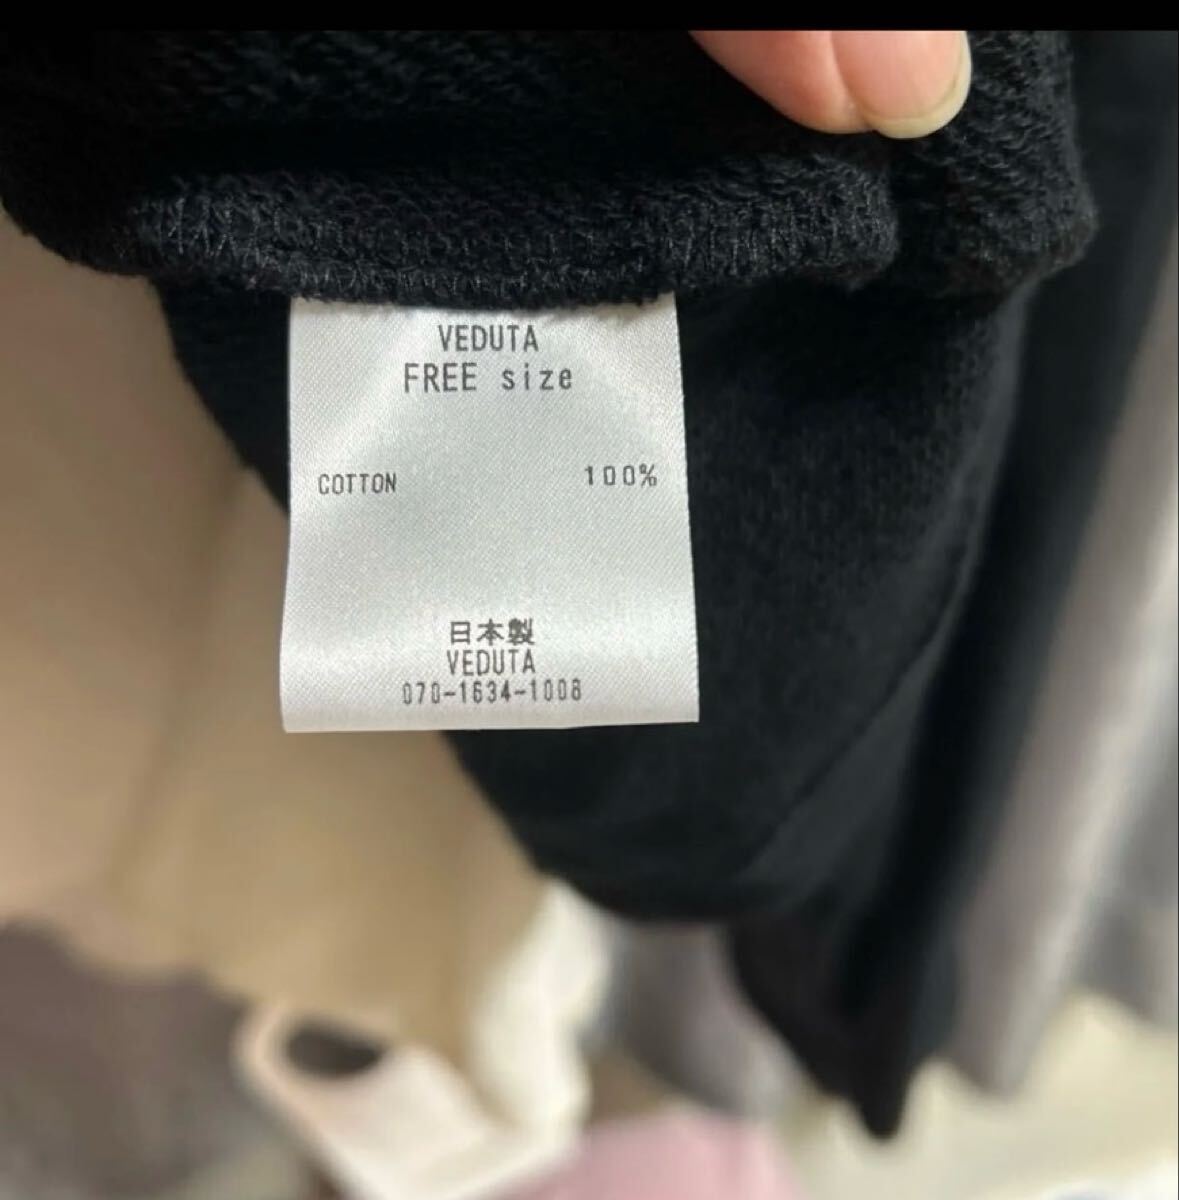 VEDUTA
FREE size
COTTON 100%
日本製
VEDUTA
070-1634-1008